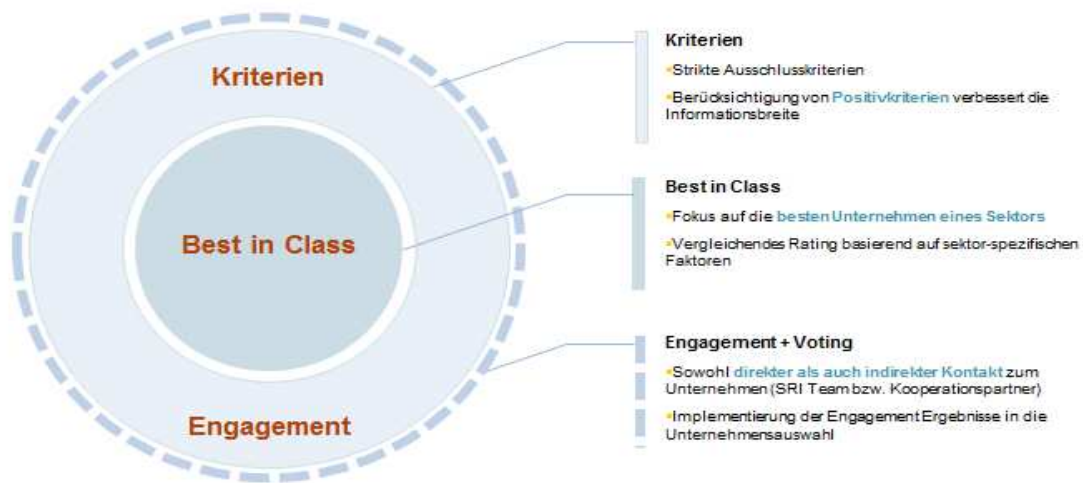 Kriterien
Best in Class
Engagement
Kriterien
Strikte Ausschlusskriterien
Berücksichtigung von Positivkriterien verbessert die
Informationsbreite
Best in Class
Fokus auf die besten Unternehmen eines Sektors
Vergleichendes Rating basierend auf sektor-spezifischen
Faktoren
Engagement + Voting
Sowohl direkter als auch indirekter Kontakt zum
Unternehmen (SRI Team bzw. Kooperationspartner)
Implementierung der Engagement Ergebnisse in die
Unternehmensauswahl